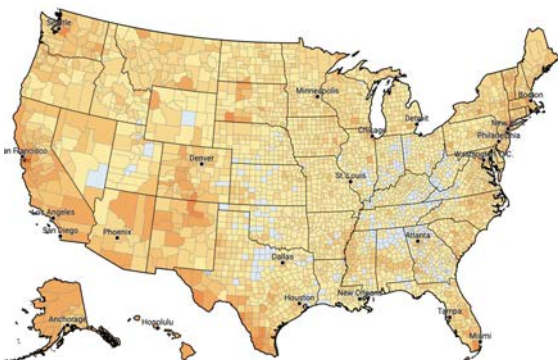 Seattle
Minneapolis
Boston
Detroit
New York
Chicago
Philadelphia
an Francisco
Denver
Washington, D.C.
St. Louis
Los Angeles
San Diego
Phoenix
Atlanta
Dallas
Houston
New Orleans
Anchorage
Honolulu
Tampa
Miami